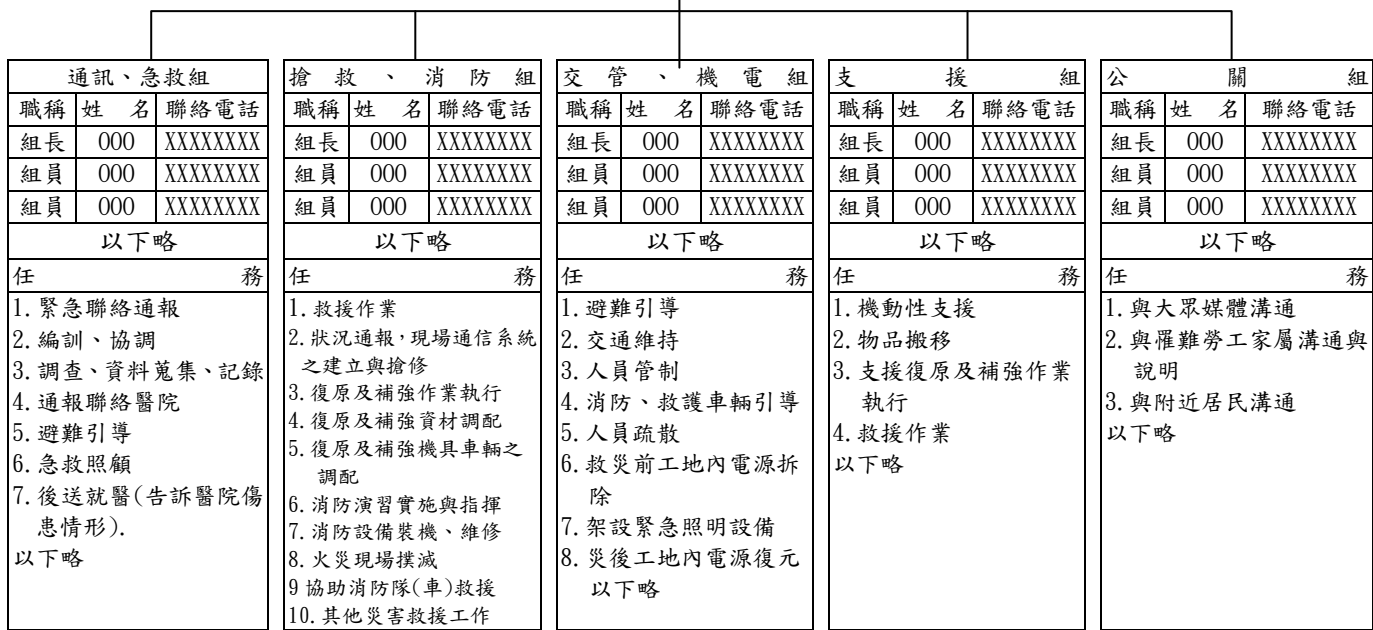 通訊、急救組
職稱 姓 名 聯絡電話
組長 000 XXXXXXXX
組員 000 XXXXXXXX
組員 000 XXXXXXXX
以下略
任 務
1.緊急聯絡通報
2.編訓、協調
3.調查、資料蒐集、記錄
4.通報聯絡醫院
5.避難引導
6.急救照顧
7.後送就醫(告訴醫院傷
患情形).
以下略
搶救、消防組
職稱 姓 名 聯絡電話
組長 000 XXXXXXXX
組員 000 XXXXXXXX
組員 000 XXXXXXXX
以下略
任 務
1.救援作業
2.狀況通報,現場通信系統
之建立與搶修
3.復原及補強作業執行
4.復原及補強資材調配
5.復原及補強機具車輛之
調配
6.消防演習實施與指揮
7.消防設備裝機、維修
8.火災現場撲滅
9 協助消防隊(車)救援
10.其他災害救援工作
交管、機電組
職稱 姓 名 聯絡電話
組長 000 XXXXXXXX
組員 000 XXXXXXXX
組員 000 XXXXXXXX
以下略
任 務
1.避難引導
2.交通維持
3.人員管制
4.消防、救護車輛引導
5.人員疏散
6.救災前工地內電源拆
除
7.架設緊急照明設備
8.災後工地內電源復元
以下略
支援組
職稱 姓 名 聯絡電話
組長 000 XXXXXXXX
組員 000 XXXXXXXX
組員 000 XXXXXXXX
以下略
任 務
1.機動性支援
2.物品搬移
3.支援復原及補強作業
執行
4.救援作業
以下略
公關組
職稱 姓 名 聯絡電話
組長 000 XXXXXXXX
組員 000 XXXXXXXX
組員 000 XXXXXXXX
以下略
任 務
1.與大眾媒體溝通
2.與罹難勞工家屬溝通與
說明
3.與附近居民溝通
以下略